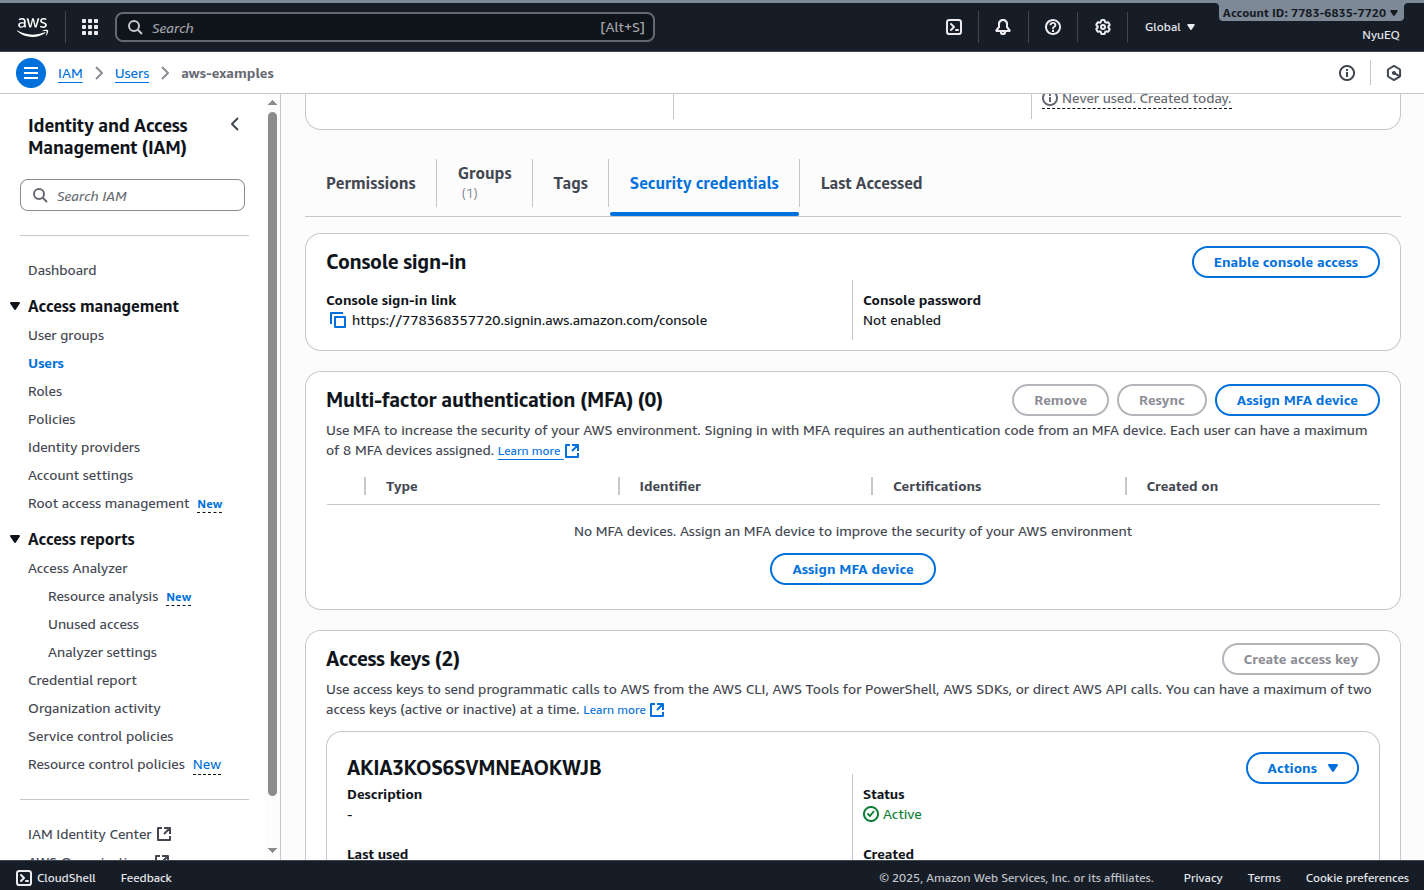 aws
Search [Alt+S]
Global
Account ID: 7783-6835-7720
NyuEQ
IAM
Users
aws-examples
Identity and Access
Management (IAM)
Search IAM
Dashboard
Access management
User groups
Users
Roles
Policies
Identity providers
Account settings
Root access management New
Access reports
Access Analyzer
Resource analysis New
Unused access
Analyzer settings
Credential report
Organization activity
Service control policies
Resource control policies New
IAM Identity Center
Never used. Created today.
Permissions
Groups
(1)
Tags
Security credentials
Last Accessed
Console sign-in
Enable console access
Console sign-in link
https://778368357720.signin.aws.amazon.com/console
Console password
Not enabled
Multi-factor authentication (MFA) (0)
Remove
Resync
Assign MFA device
Use MFA to increase the security of your AWS environment. Signing in with MFA requires an authentication code from an MFA device. Each user can have a maximum
of 8 MFA devices assigned. Learn more
Type
Identifier
Certifications
Created on
No MFA devices. Assign an MFA device to improve the security of your AWS environment
Assign MFA device
Access keys (2)
Create access key
Use access keys to send programmatic calls to AWS from the AWS CLI, AWS Tools for PowerShell, AWS SDKs, or direct AWS API calls. You can have a maximum of two
access keys (active or inactive) at a time. Learn more
AKIA3KOS6SVMNEAOKWJB
Actions
Description
-
Status
Active
Last used
Created
CloudShell
Feedback
© 2025, Amazon Web Services, Inc. or its affiliates.
Privacy
Terms
Cookie preferences